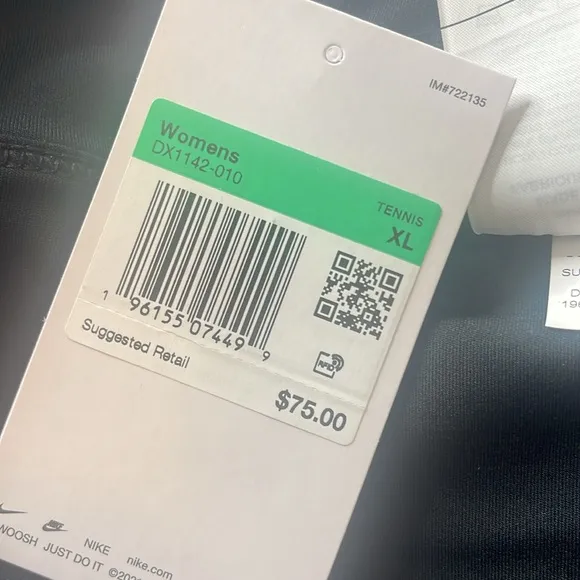 IM#722135
Womens
DX1142-010
TENNIS
XL
1 96155 07449 9
RFID
Suggested Retail
$75.00
NIKE nike.com
JUST DO IT
SU